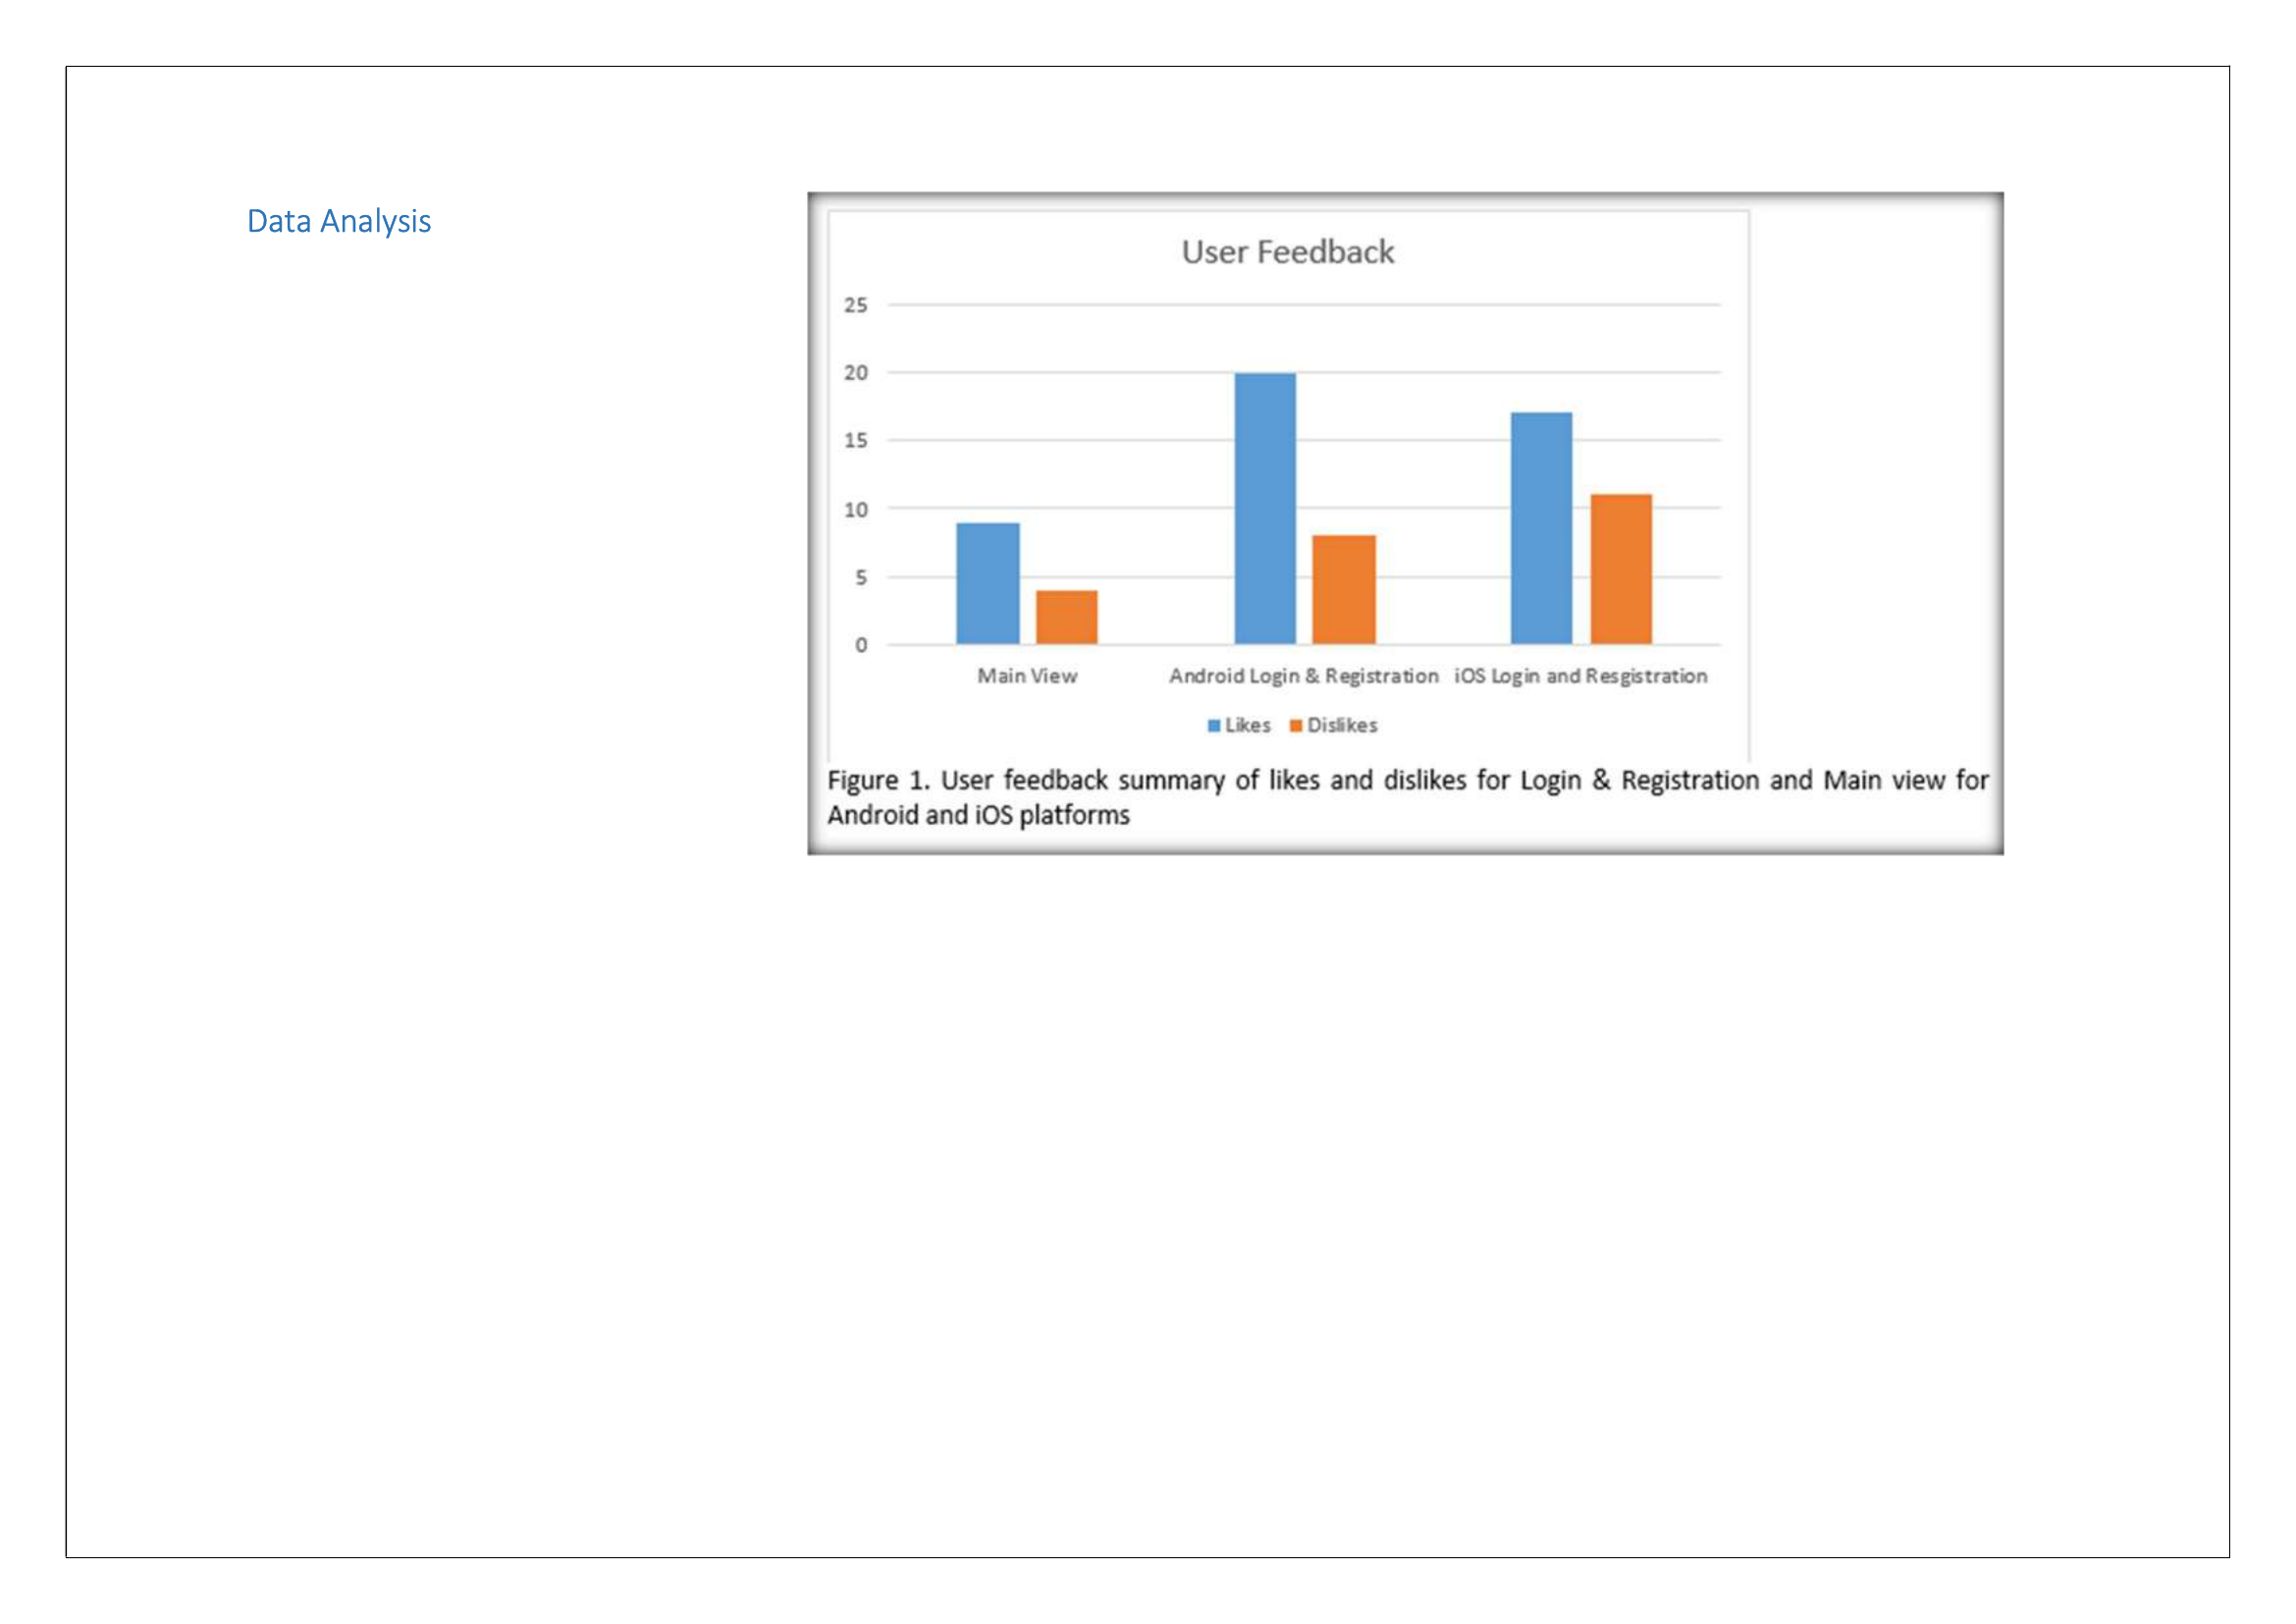 Data Analysis
User Feedback
25
20
15
10
5
0
Main View
Android Login & Registration
iOS Login and Resgistration
Likes
Dislikes
Figure 1. User feedback summary of likes and dislikes for Login & Registration and Main view for
Android and iOS platforms